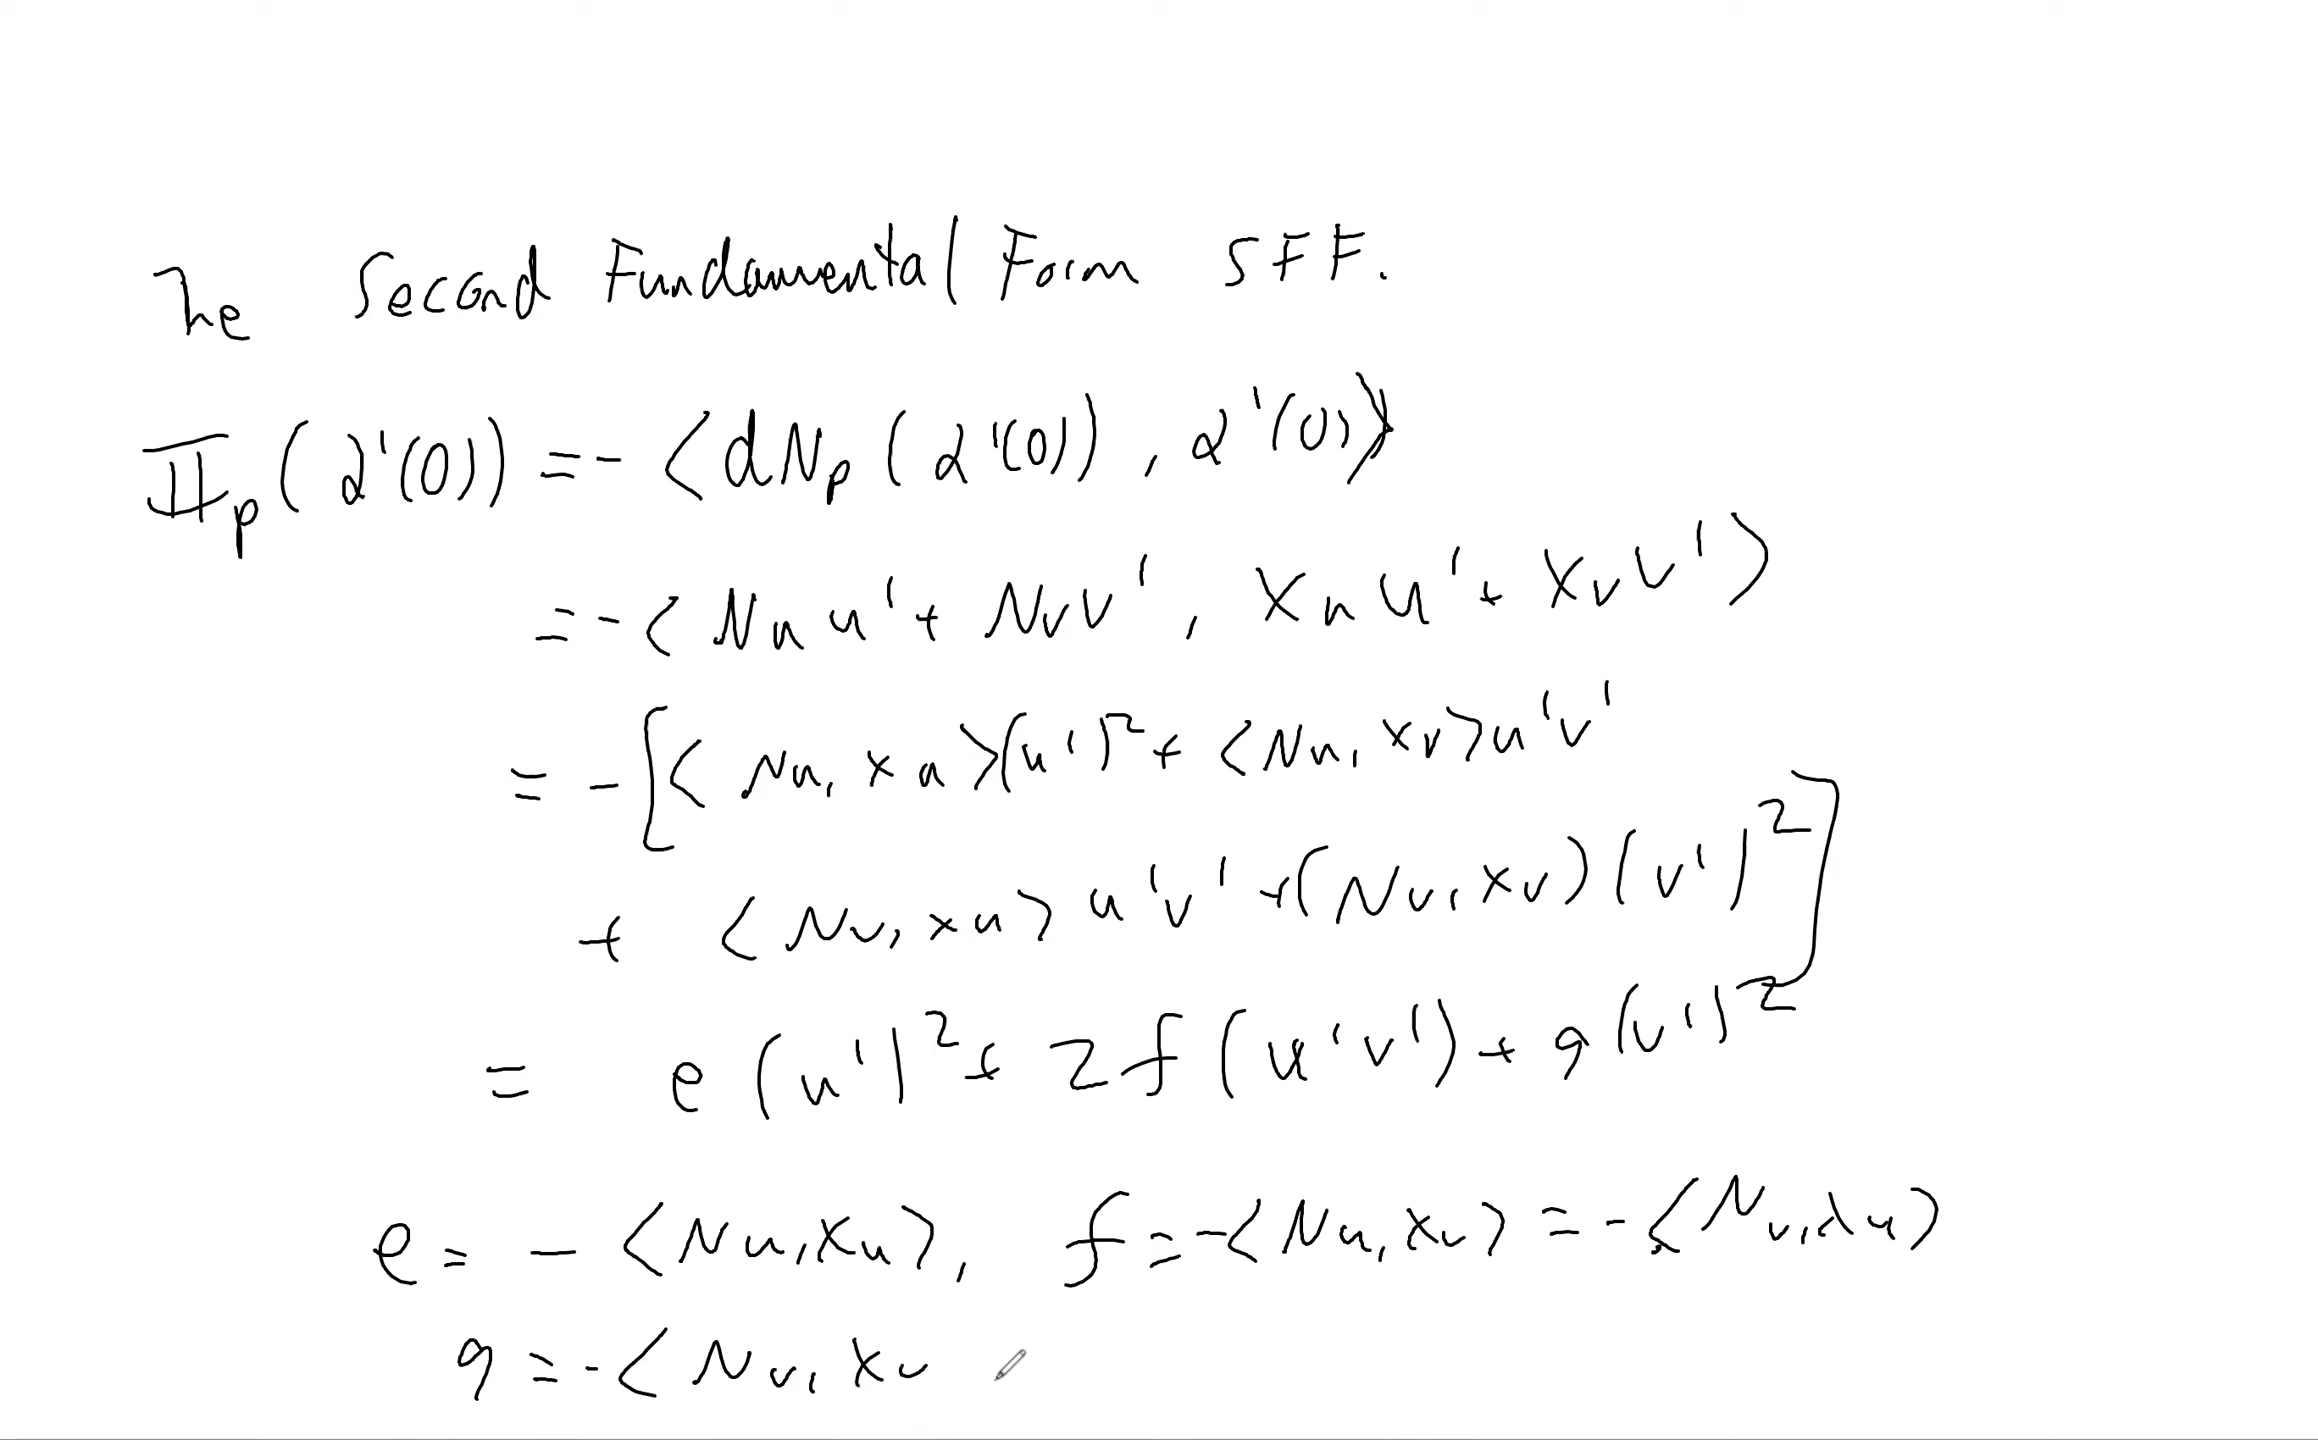 The Second Fundamental Form SFF.
II_p(α'(0)) = - <dN_p(α'(0)), α'(0)>
= - < N_u u' + N_v v', x_u u' + x_v v' >
= - [< N_u, x_u >(u')² + <N_u, x_v> u'v'
+ <N_v, x_u> u'v' + (N_v, x_v)(v')²]
= e(u')² + 2f(u'v') + g(v')²
e = - <N_u, x_u>, f = - <N_u, x_v> = - <N_v, x_u>
g = - < N_v, x_v